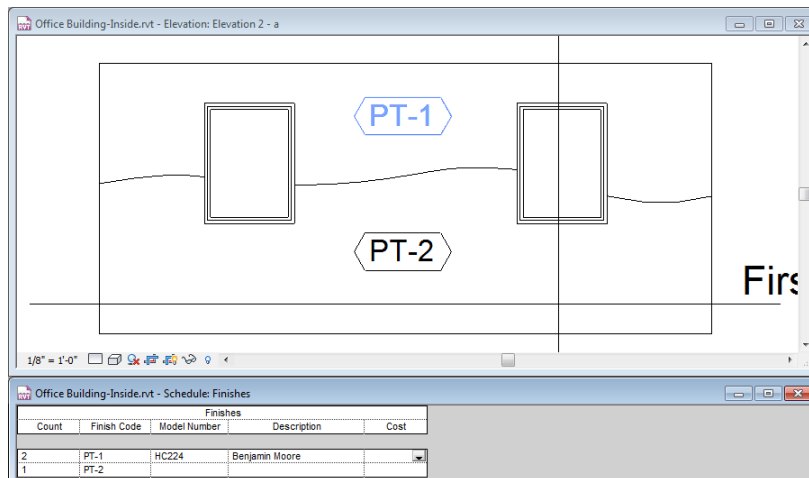 Office Building-Inside.rvt - Elevation: Elevation 2 - a
PT-1
PT-2
Firs
1/8" = 1'-0"
Office Building-Inside.rvt - Schedule: Finishes
Finishes
Count Finish Code Model Number Description Cost
2 PT-1 HC224 Benjamin Moore
1 PT-2